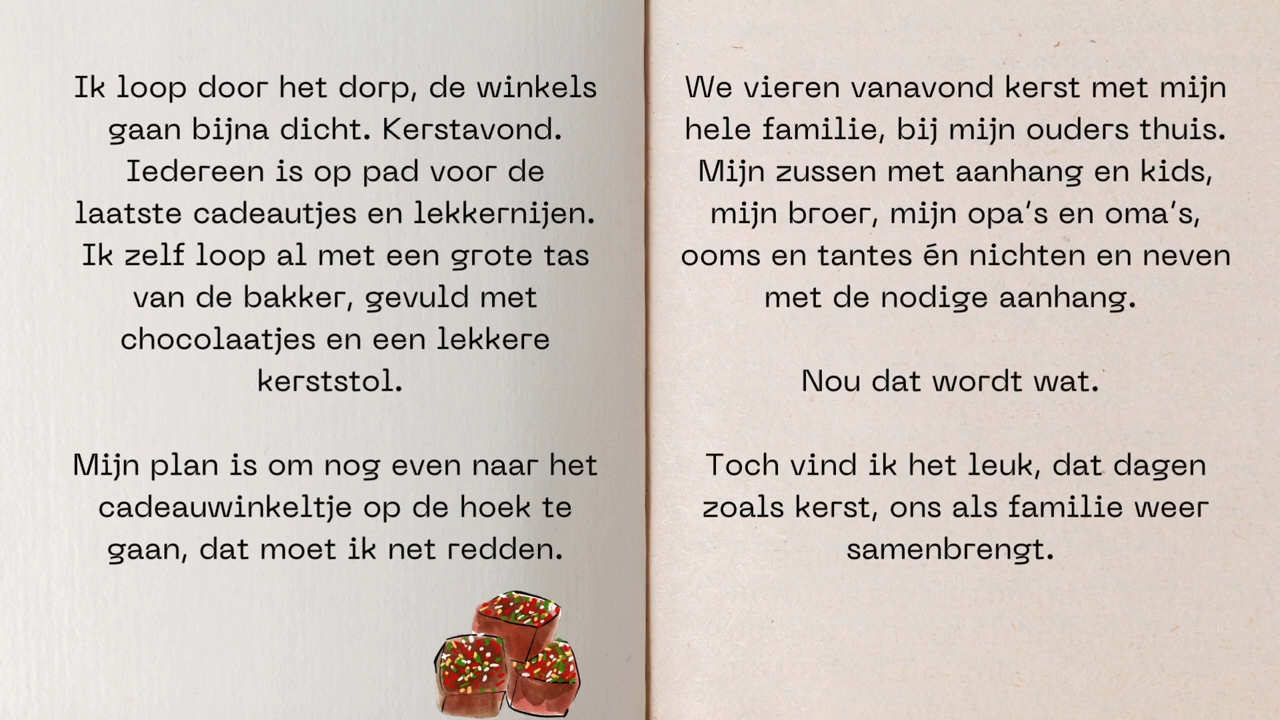 Ik loop door het dorp, de winkels
gaan bijna dicht. Kerstavond.
Iedereen is op pad voor de
laatste cadeautjes en lekkernijen.
Ik zelf loop al met een grote tas
van de bakker, gevuld met
chocolaatjes en een lekkere
kerststol.
Mijn plan is om nog even naar het
cadeauwinkeltje op de hoek te
gaan, dat moet ik net redden.
We vieren vanavond kerst met mijn
hele familie, bij mijn ouders thuis.
Mijn zussen met aanhang en kids,
mijn broer, mijn opa's en oma's,
ooms en tantes én nichten en neven
met de nodige aanhang.
Nou dat wordt wat.
Toch vind ik het leuk, dat dagen
zoals kerst, ons als familie weer
samenbrengt.